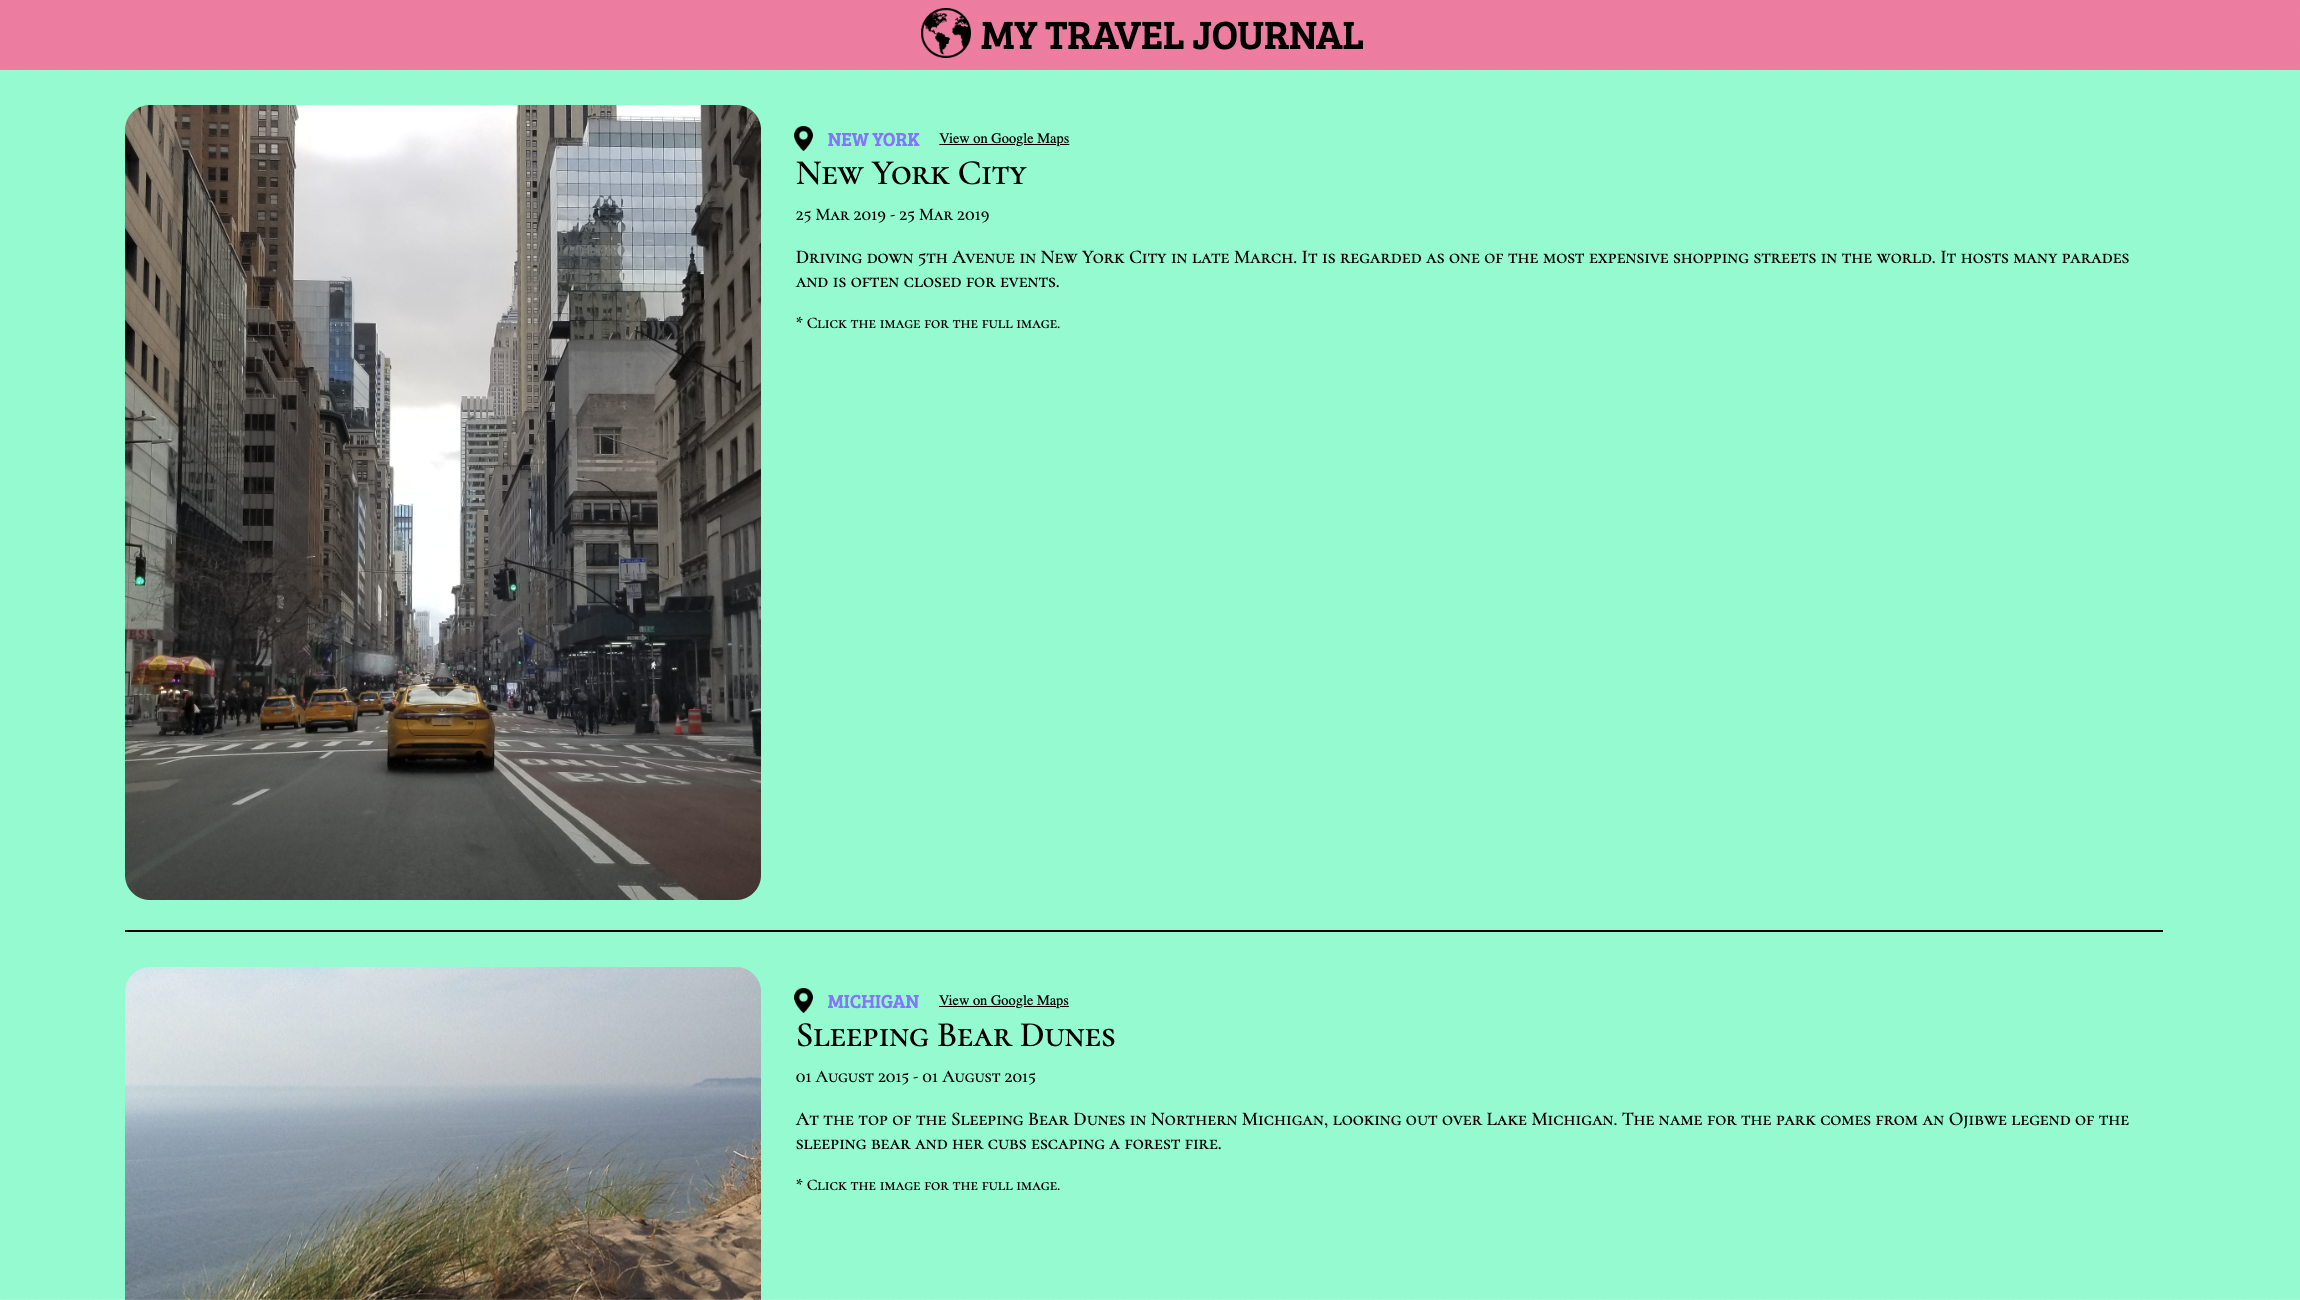 MY TRAVEL JOURNAL
NEW YORK View on Google Maps
New York City
25 Mar 2019 - 25 Mar 2019
Driving down 5th Avenue in New York City in late March. It is regarded as one of the most expensive shopping streets in the world. It hosts many parades
and is often closed for events.
* Click the image for the full image.
ONLY
BUS
MICHIGAN View on Google Maps
Sleeping Bear Dunes
01 August 2015 - 01 August 2015
At the top of the Sleeping Bear Dunes in Northern Michigan, looking out over Lake Michigan. The name for the park comes from an Ojibwe legend of the
sleeping bear and her cubs escaping a forest fire.
* Click the image for the full image.